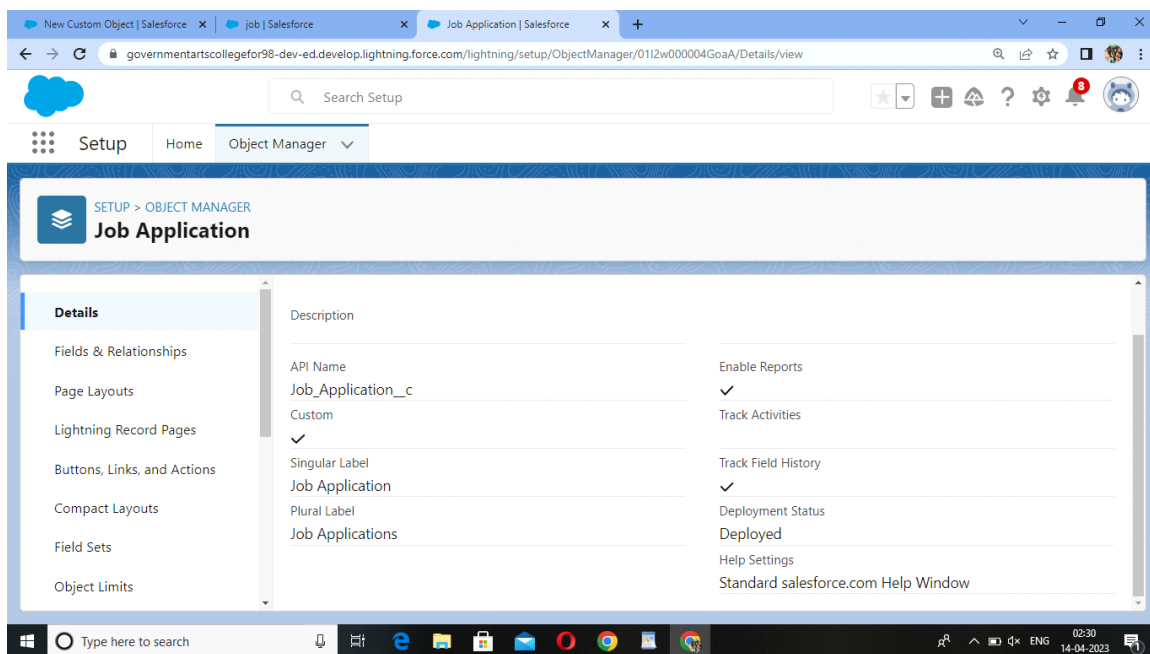 New Custom Object | Salesforce
job | Salesforce
Job Application | Salesforce
governmentartscollegefor98-dev-ed.develop.lightning.force.com/lightning/setup/ObjectManager/01I2w000004GoaA/Details/view
Search Setup
8
Setup
Home
Object Manager
SETUP > OBJECT MANAGER
Job Application
Details
Fields & Relationships
Page Layouts
Lightning Record Pages
Buttons, Links, and Actions
Compact Layouts
Field Sets
Object Limits
Description
API Name
Job_Application__c
Custom
Singular Label
Job Application
Plural Label
Job Applications
Enable Reports
Track Activities
Track Field History
Deployment Status
Deployed
Help Settings
Standard salesforce.com Help Window
Type here to search
ENG
02:30
14-04-2023
1